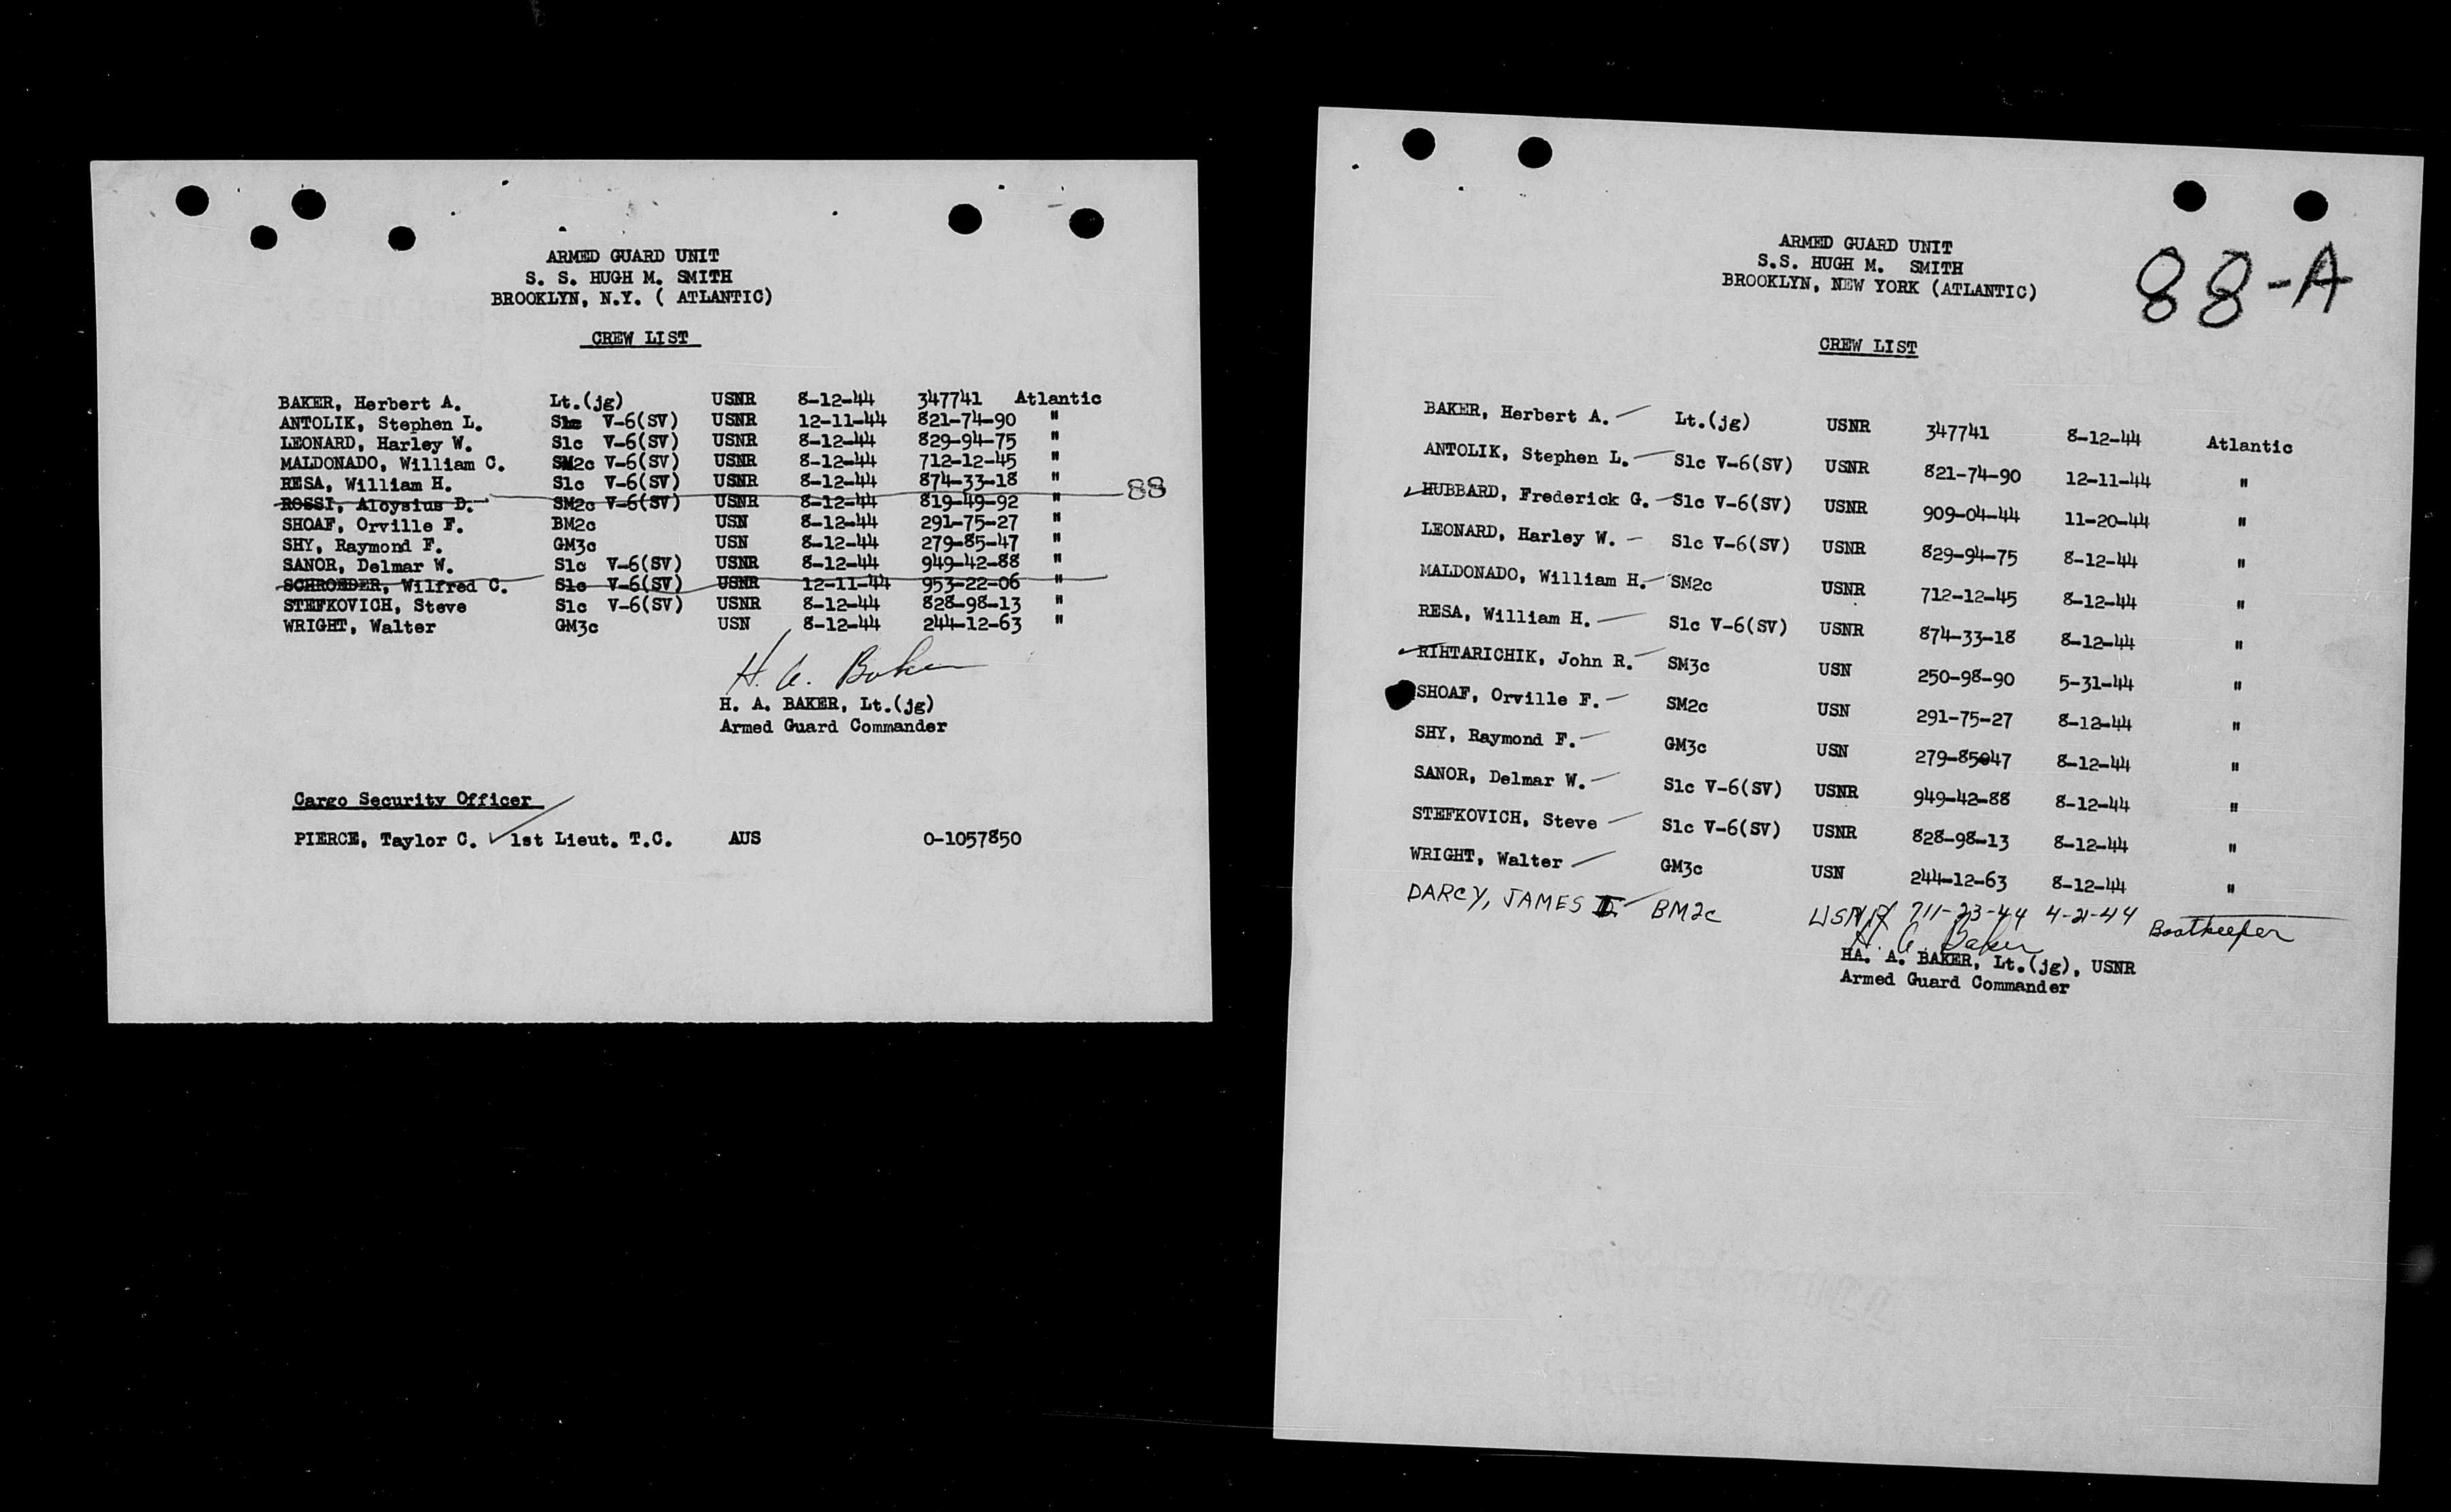 ARMED GUARD UNIT
S. S. HUGH M. SMITH
BROOKLYN, N.Y. ( ATLANTIC)
CREW LIST
BAKER, Herbert A. Lt.(jg) USNR 8-12-44 347741 Atlantic
ANTOLIK, Stephen L. S1c V-6(SV) USNR 12-11-44 821-74-90 "
LEONARD, Harley W. S1c V-6(SV) USNR 8-12-44 829-94-75 "
MALDONADO, William C. SM2c V-6(SV) USNR 8-12-44 712-12-45 "
RESA, William H. S1c V-6(SV) USNR 8-12-44 874-33-18 "
ROSSI, Aloysius D. SM2c V-6(SV) USNR 8-12-44 819-49-92 " 88
SHOAF, Orville F. BM2c USN 8-12-44 291-75-27 "
SHY, Raymond F. GM3c USN 8-12-44 279-85-47 "
SANOR, Delmar W. S1c V-6(SV) USNR 8-12-44 949-42-88 "
SCHROEDER, Wilfred C. S1c V-6(SV) USNR 12-11-44 953-22-06 "
STEFKOVICH, Steve S1c V-6(SV) USNR 8-12-44 828-98-13 "
WRIGHT, Walter GM3c USN 8-12-44 244-12-63 "
H. A. Baker
H. A. BAKER, Lt.(jg)
Armed Guard Commander
Cargo Security Officer
PIERCE, Taylor C. 1st Lieut. T.C. AUS 0-1057850
ARMED GUARD UNIT
S.S. HUGH M. SMITH
BROOKLYN, NEW YORK (ATLANTIC)
88-A
CREW LIST
BAKER, Herbert A. Lt.(jg) USNR 347741 8-12-44 Atlantic
ANTOLIK, Stephen L. S1c V-6(SV) USNR 821-74-90 12-11-44 "
HUBBARD, Frederick G. S1c V-6(SV) USNR 909-04-44 11-20-44 "
LEONARD, Harley W. S1c V-6(SV) USNR 829-94-75 8-12-44 "
MALDONADO, William H. SM2c USNR 712-12-45 8-12-44 "
RESA, William H. S1c V-6(SV) USNR 874-33-18 8-12-44 "
RIHTARICHIK, John R. SM3c USN 250-98-90 5-31-44 "
SHOAF, Orville F. SM2c USN 291-75-27 8-12-44 "
SHY, Raymond F. GM3c USN 279-85047 8-12-44 "
SANOR, Delmar W. S1c V-6(SV) USNR 949-42-88 8-12-44 "
STEFKOVICH, Steve S1c V-6(SV) USNR 828-98-13 8-12-44 "
WRIGHT, Walter GM3c USN 244-12-63 8-12-44 "
DARCY, JAMES BM2c USNR 711-23-44 4-21-44 Boatkeeper
H. A. Baker
HA. A. BAKER, Lt.(jg), USNR
Armed Guard Commander